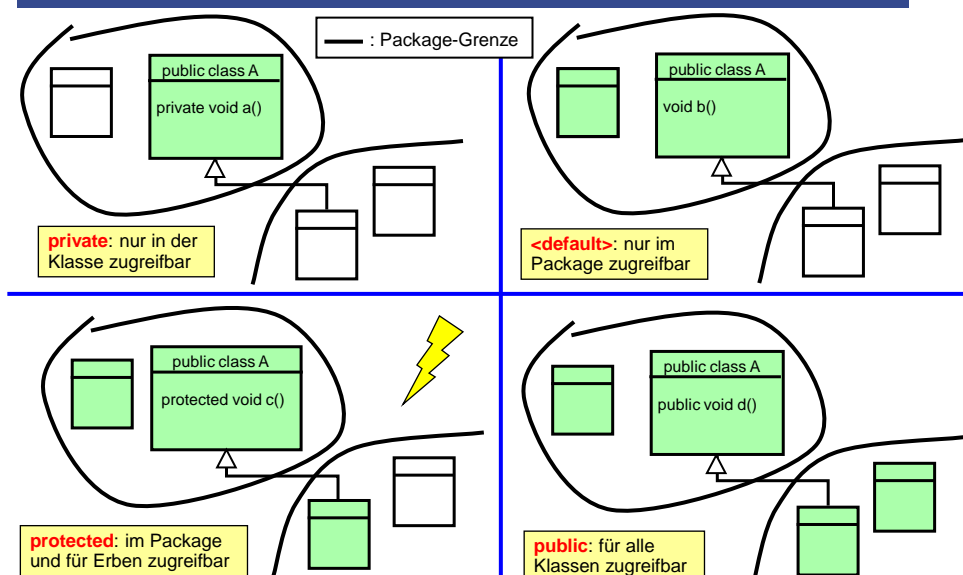 : Package-Grenze
public class A
private void a()
private: nur in der
Klasse zugreifbar
public class A
void b()
<default>: nur im
Package zugreifbar
public class A
protected void c()
protected: im Package
und für Erben zugreifbar
public class A
public void d()
public: für alle
Klassen zugreifbar